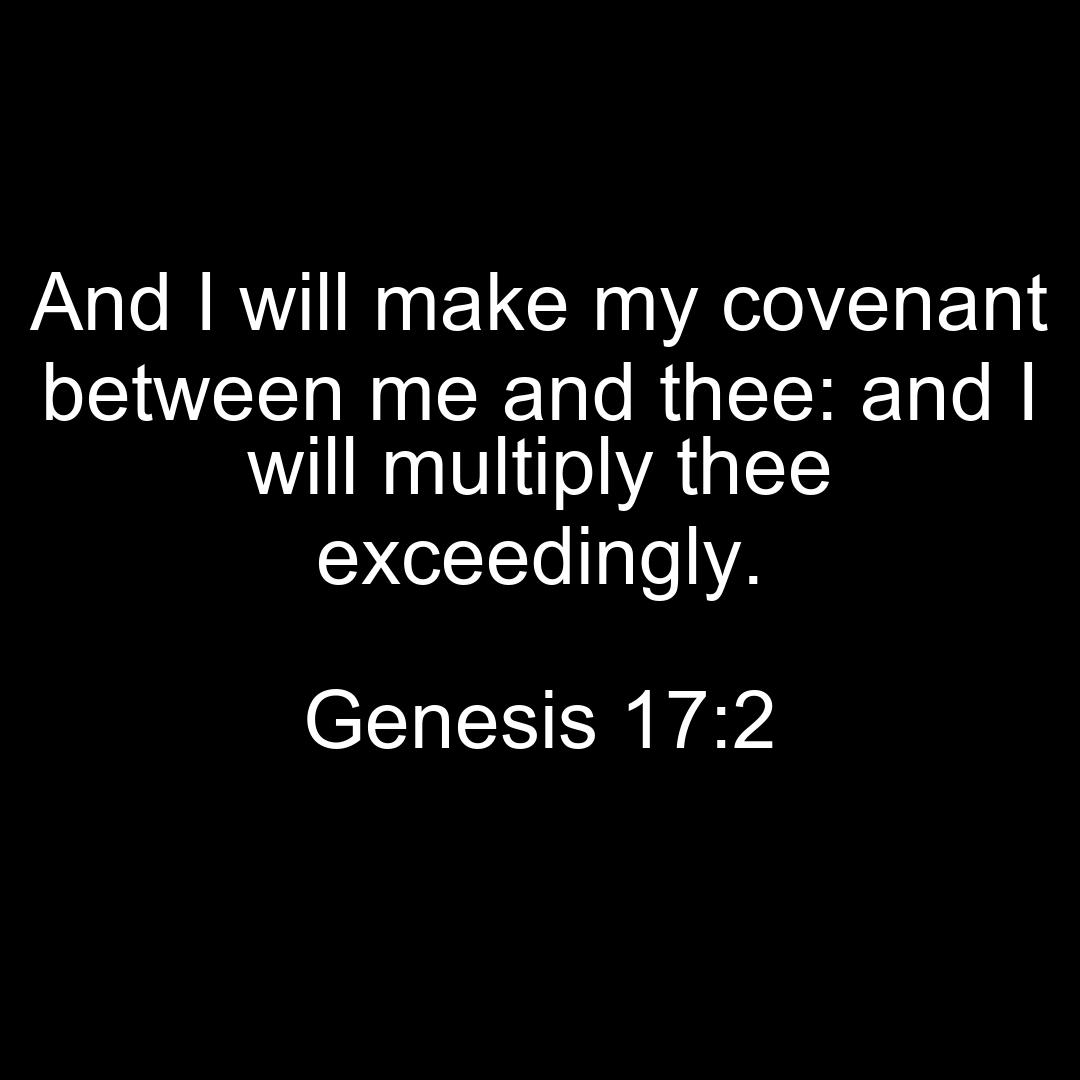 And I will make my covenant
between me and thee: and I
will multiply thee
exceedingly.
Genesis 17:2